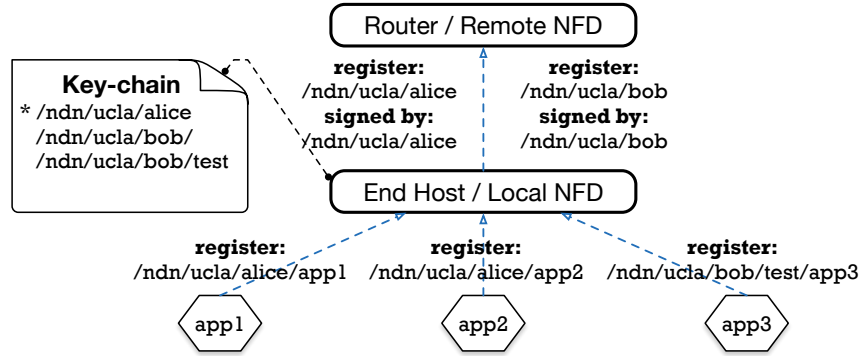 Router / Remote NFD
Key-chain
* /ndn/ucla/alice
/ndn/ucla/bob/
/ndn/ucla/bob/test
register:
/ndn/ucla/alice
signed by:
/ndn/ucla/alice
register:
/ndn/ucla/bob
signed by:
/ndn/ucla/bob
End Host / Local NFD
register:
/ndn/ucla/alice/app1
register:
/ndn/ucla/alice/app2
register:
/ndn/ucla/bob/test/app3
app1
app2
app3